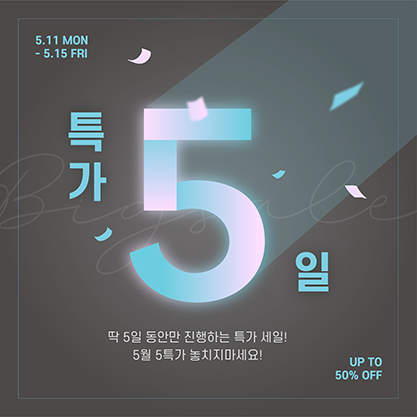 5.11 MON
- 5.15 FRI
특가
5
일
Big sale
딱 5일 동안만 진행하는 특가 세일!
5월 5특가 놓치지마세요!
UP TO
50% OFF